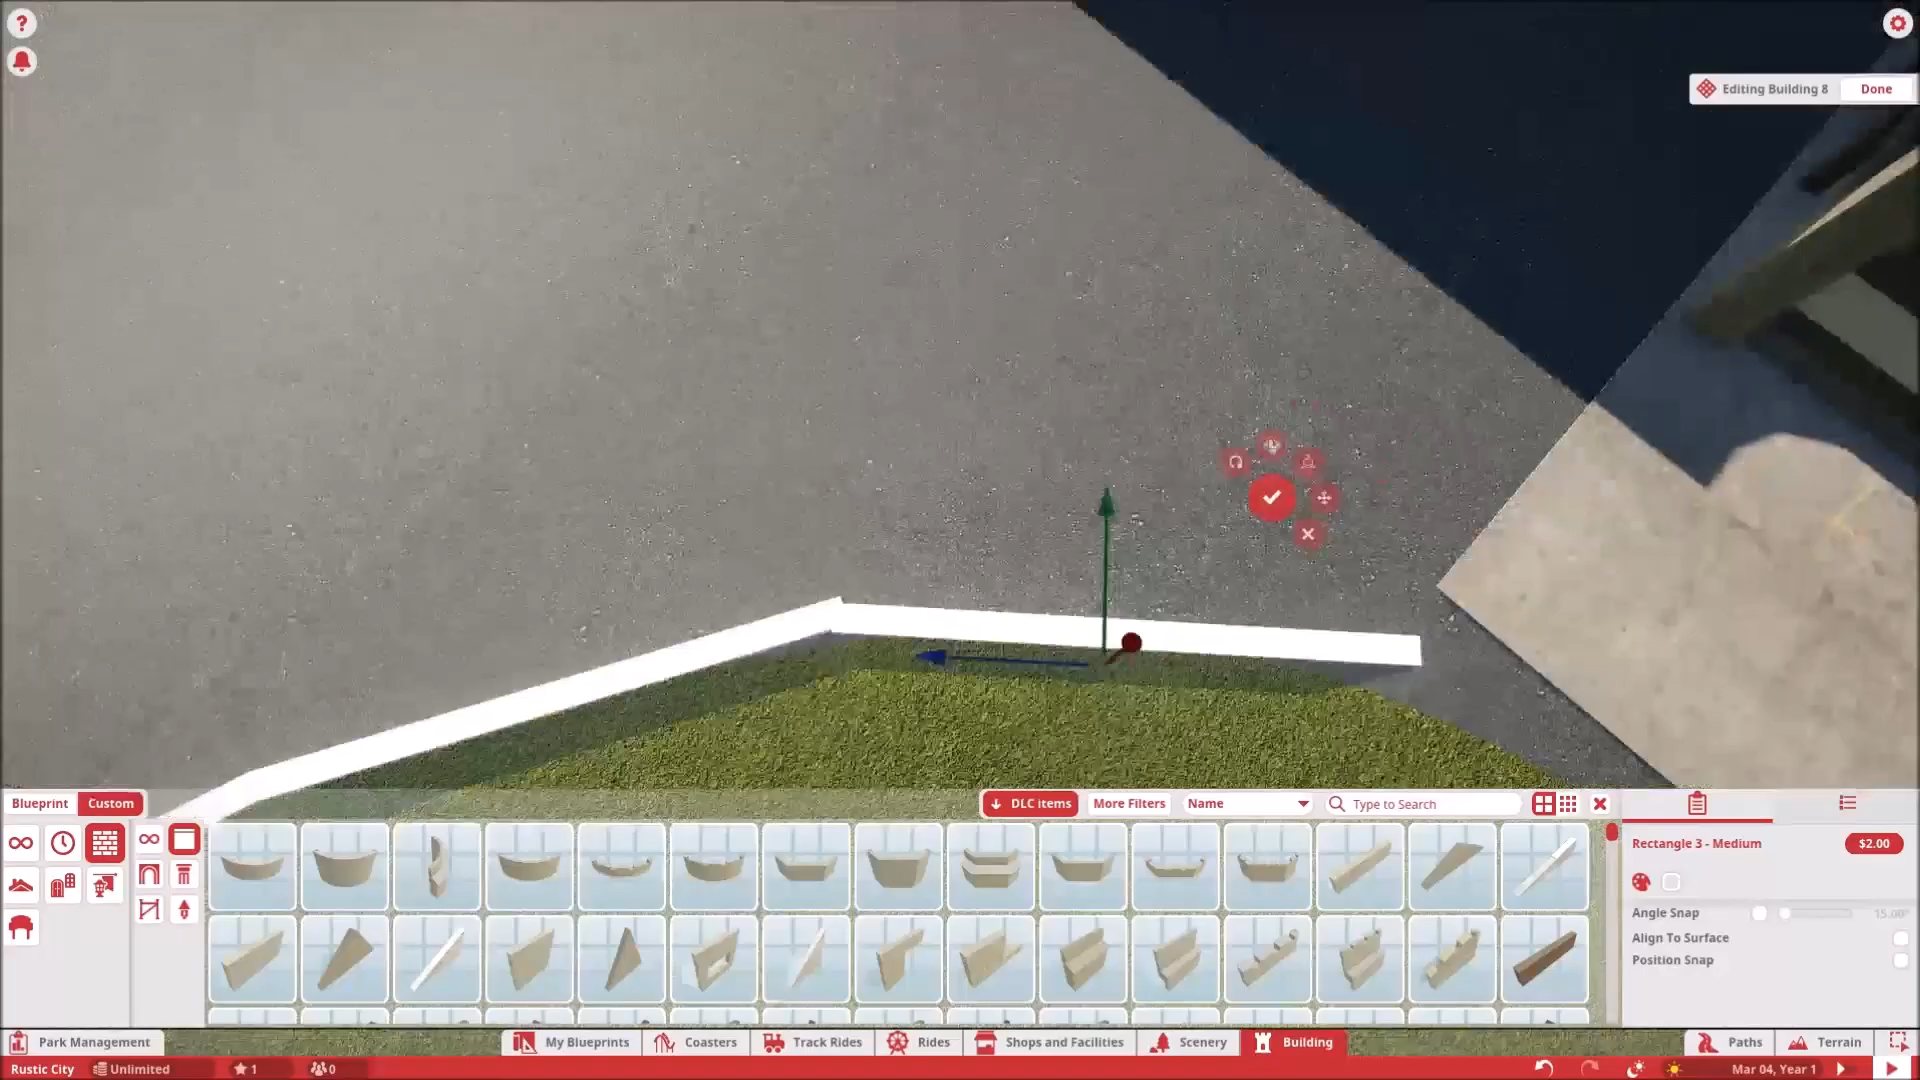 ?
Editing Building 8 Done
Blueprint Custom
DLC items More Filters Name Type to Search
Rectangle 3 - Medium $2.00
Angle Snap 15.00°
Align To Surface
Position Snap
Park Management My Blueprints Coasters Track Rides Rides Shops and Facilities Scenery Building Paths Terrain
Rustic City Unlimited 1 0 Mar 04, Year 1